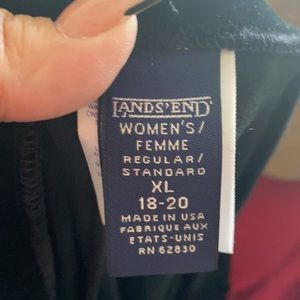 LANDS' END
WOMEN'S/
FEMME
REGULAR/
STANDARD
XL
18-20
MADE IN USA
FABRIQUE AUX
ETATS-UNIS
RN 62830